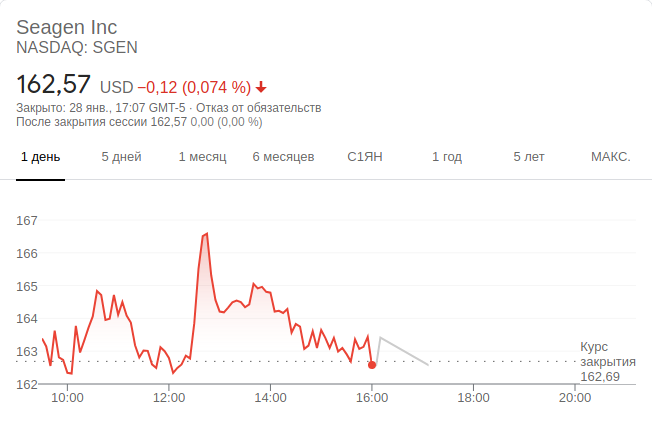 Seagen Inc
NASDAQ: SGEN
162,57 USD −0,12 (0,074 %)
Закрыто: 28 янв., 17:07 GMT-5 · Отказ от обязательств
После закрытия сессии 162,57 0,00 (0,00 %)
1 день 5 дней 1 месяц 6 месяцев С1ЯН 1 год 5 лет МАКС.
167
166
165
164
163
162
Курс
закрытия
162,69
10:00 12:00 14:00 16:00 18:00 20:00